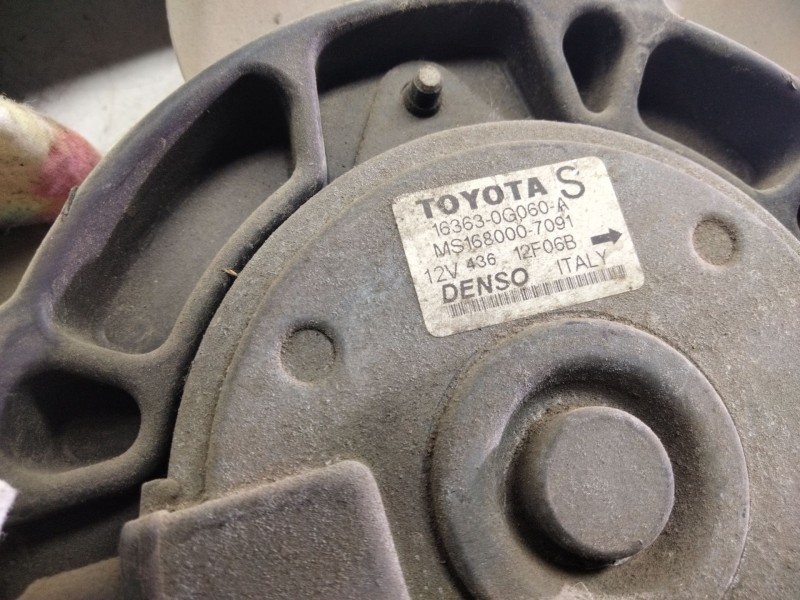 TOYOTA S
16363-0G060-A
MS168000-7091
12V 436 12F06B
DENSO ITALY